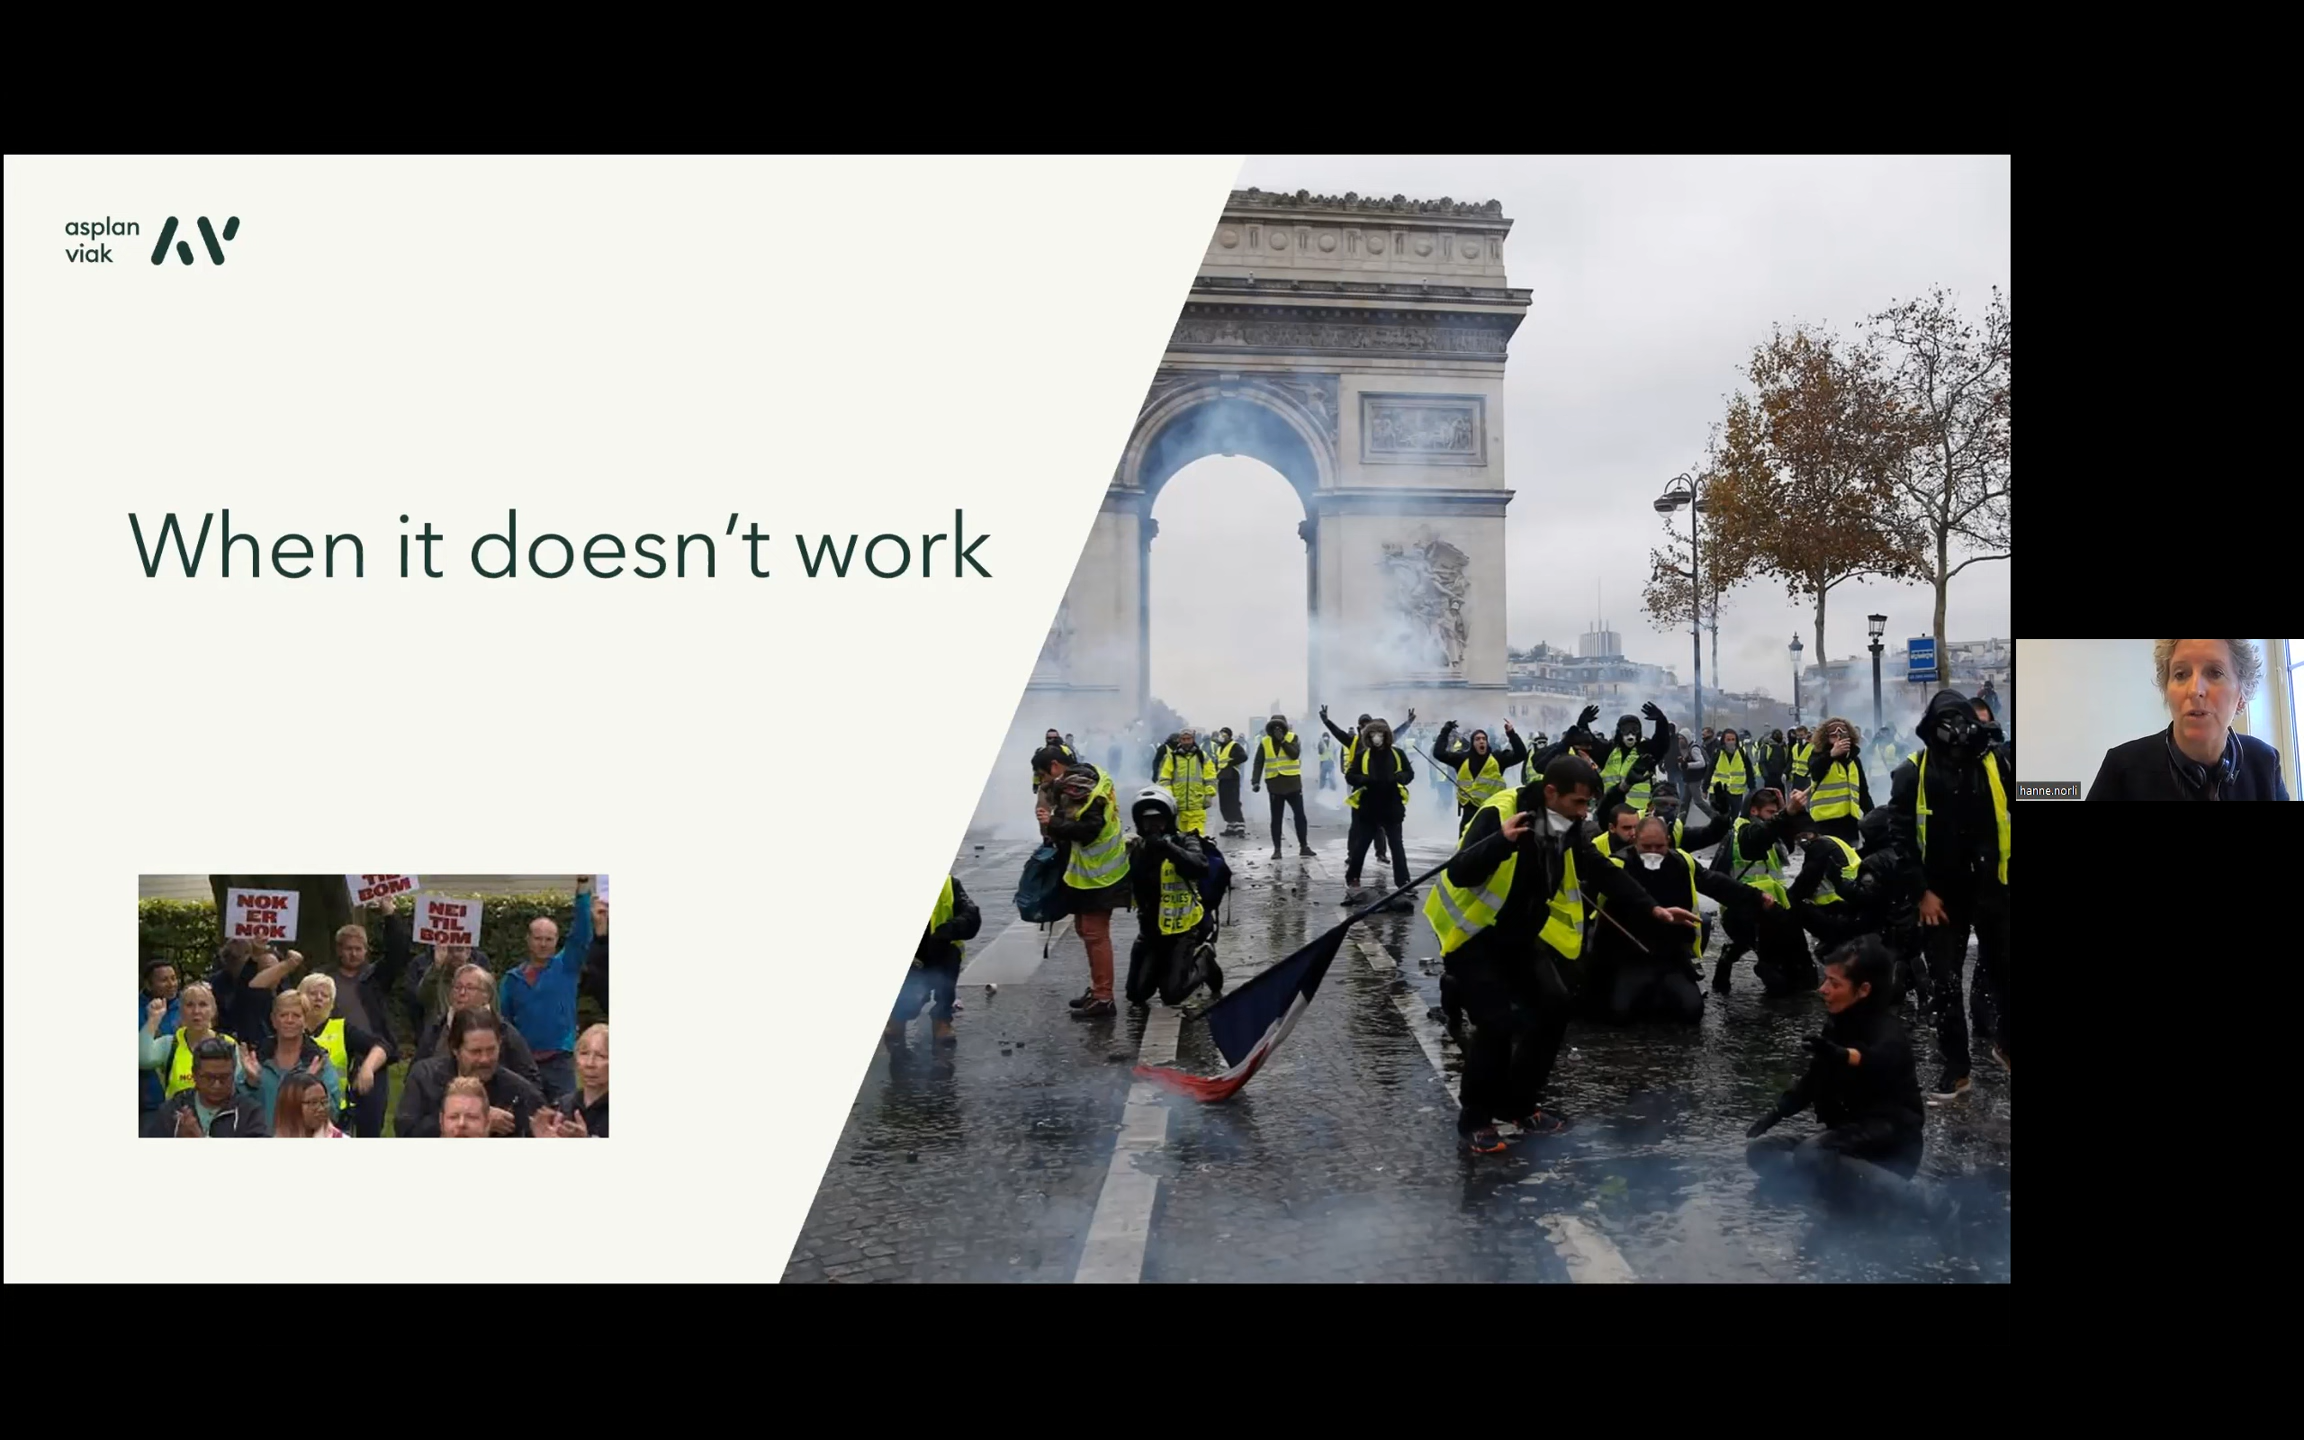 asplan
viak
When it doesn't work
NOK
ER
NOK
TIL
BOM
NEI
TIL
BOM
hanne.norli